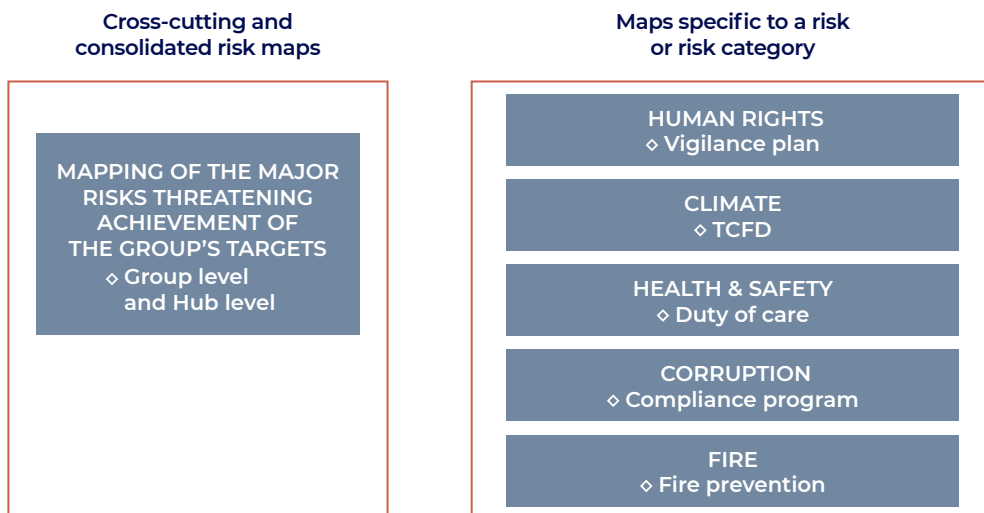 Cross-cutting and
consolidated risk maps
MAPPING OF THE MAJOR
RISKS THREATENING
ACHIEVEMENT OF
THE GROUP'S TARGETS
◇ Group level
and Hub level
Maps specific to a risk
or risk category
HUMAN RIGHTS
◇ Vigilance plan
CLIMATE
◇ TCFD
HEALTH & SAFETY
◇ Duty of care
CORRUPTION
◇ Compliance program
FIRE
◇ Fire prevention